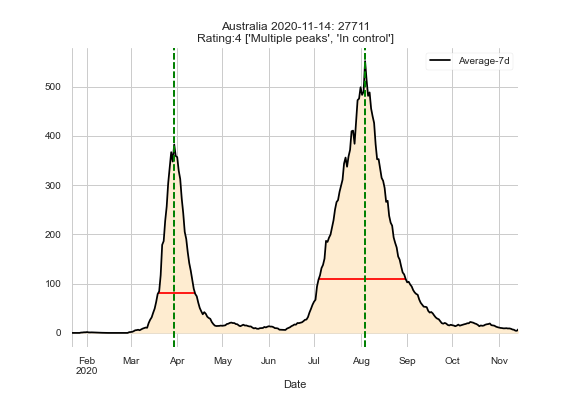 Australia 2020-11-14: 27711
Rating:4 ['Multiple peaks', 'In control']
Average-7d
500
400
300
200
100
0
Feb Mar Apr May Jun Jul Aug Sep Oct Nov
2020
Date